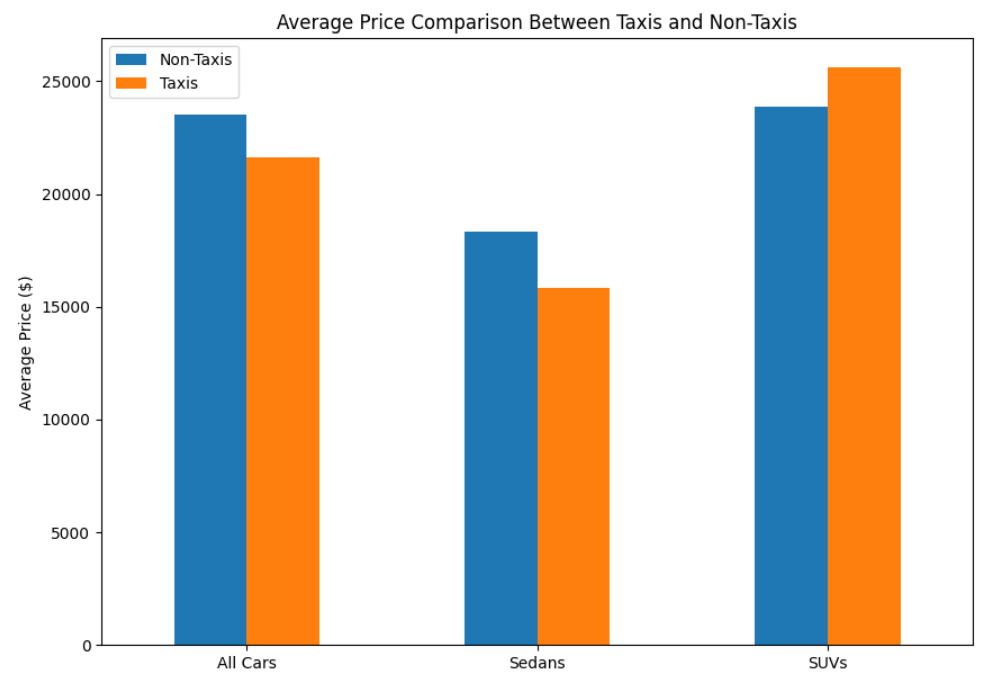 Average Price Comparison Between Taxis and Non-Taxis
Non-Taxis
Taxis
Average Price ($)
25000
20000
15000
10000
5000
0
All Cars
Sedans
SUVs